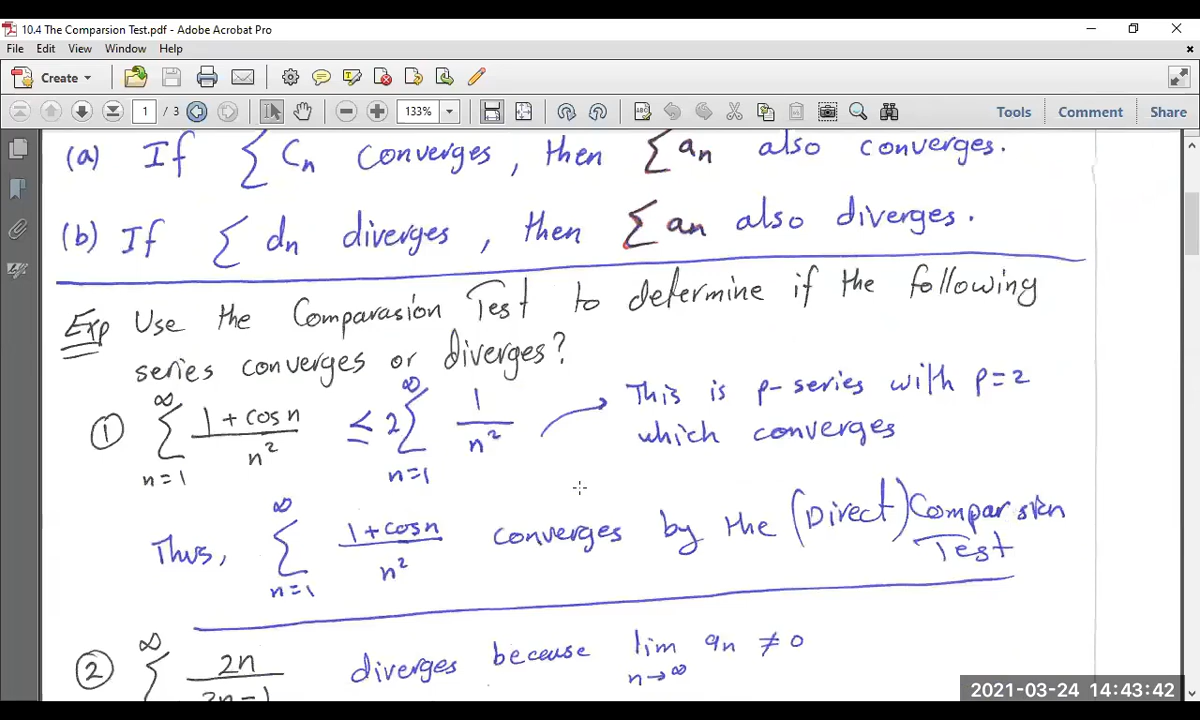 10.4 The Comparsion Test.pdf - Adobe Acrobat Pro
File Edit View Window Help
Create
1 / 3 133% Tools Comment Share
(a) If ∑ Cn converges, then ∑ an also converges.
(b) If ∑ dn diverges, then ∑ an also diverges.
Exp Use the Comparasion Test to determine if the following
series converges or diverges?
① ∞∑n=1 (1 + cos n)/n² ≤ 2 ∞∑n=1 1/n² → This is p-series with p=2
which converges
Thus, ∞∑n=1 (1+cosn)/n² converges by the (Direct) Comparsion
Test
② ∞∑ 2n/(2n-1) diverges because lim n→∞ an ≠ 0
2021-03-24 14:43:42